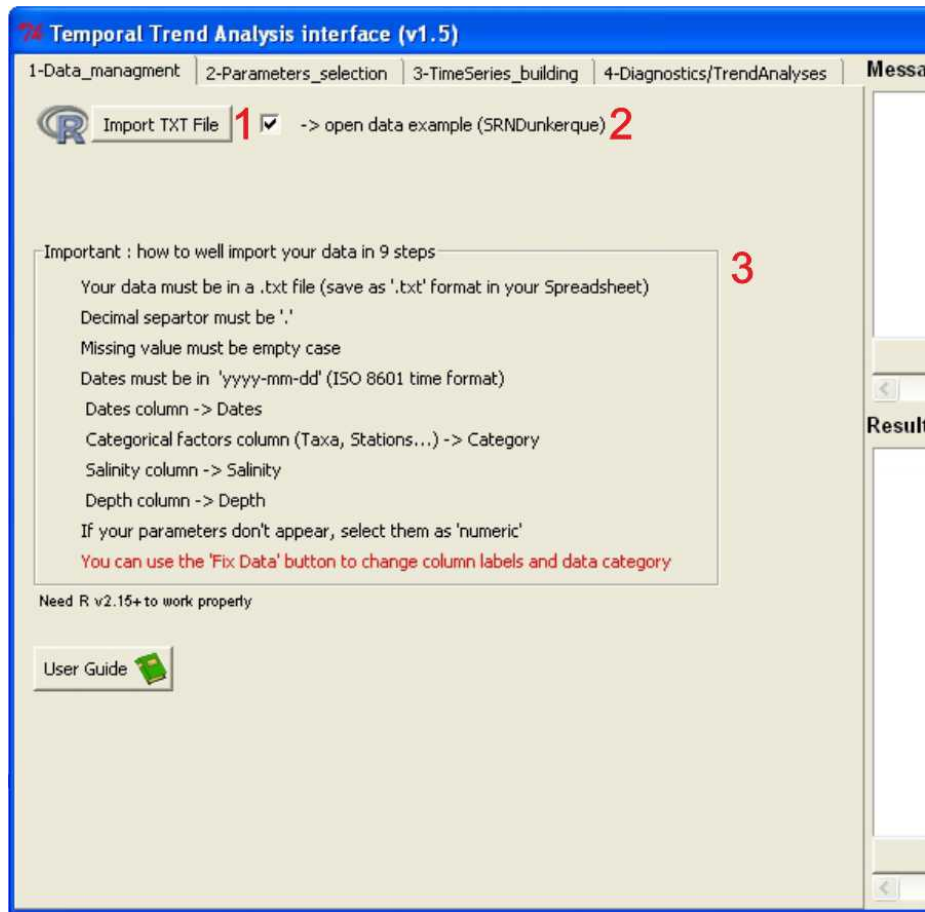 Temporal Trend Analysis interface (v1.5)
1-Data_managment 2-Parameters_selection 3-TimeSeries_building 4-Diagnostics/TrendAnalyses Messa
R Import TXT File 1 -> open data example (SRNDunkerque) 2
Important : how to well import your data in 9 steps
3
Your data must be in a .txt file (save as '.txt' format in your Spreadsheet)
Decimal separtor must be '.'
Missing value must be empty case
Dates must be in 'yyyy-mm-dd' (ISO 8601 time format)
Dates column -> Dates
Result
Categorical factors column (Taxa, Stations...) -> Category
Salinity column -> Salinity
Depth column -> Depth
If your parameters don't appear, select them as 'numeric'
You can use the 'Fix Data' button to change column labels and data category
Need R v2.15+ to work properly
User Guide